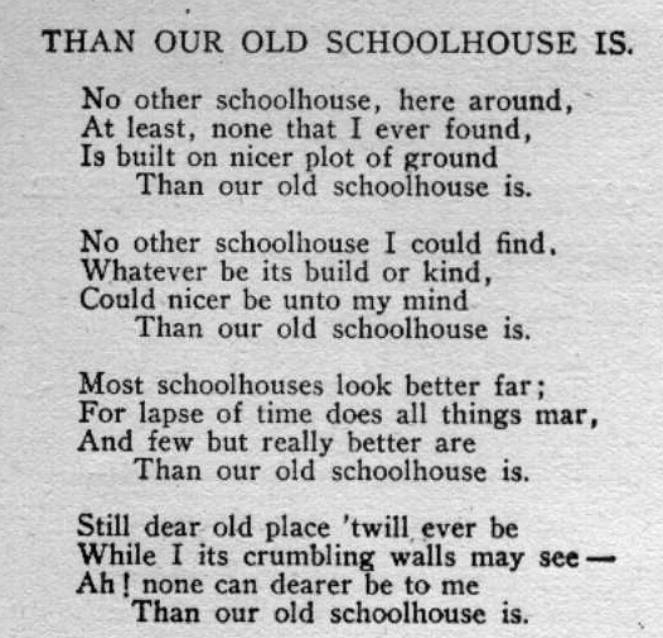 THAN OUR OLD SCHOOLHOUSE IS.
No other schoolhouse, here around,
At least, none that I ever found,
Is built on nicer plot of ground
Than our old schoolhouse is.
No other schoolhouse I could find.
Whatever be its build or kind,
Could nicer be unto my mind
Than our old schoolhouse is.
Most schoolhouses look better far;
For lapse of time does all things mar,
And few but really better are
Than our old schoolhouse is.
Still dear old place 'twill ever be
While I its crumbling walls may see—
Ah! none can dearer be to me
Than our old schoolhouse is.